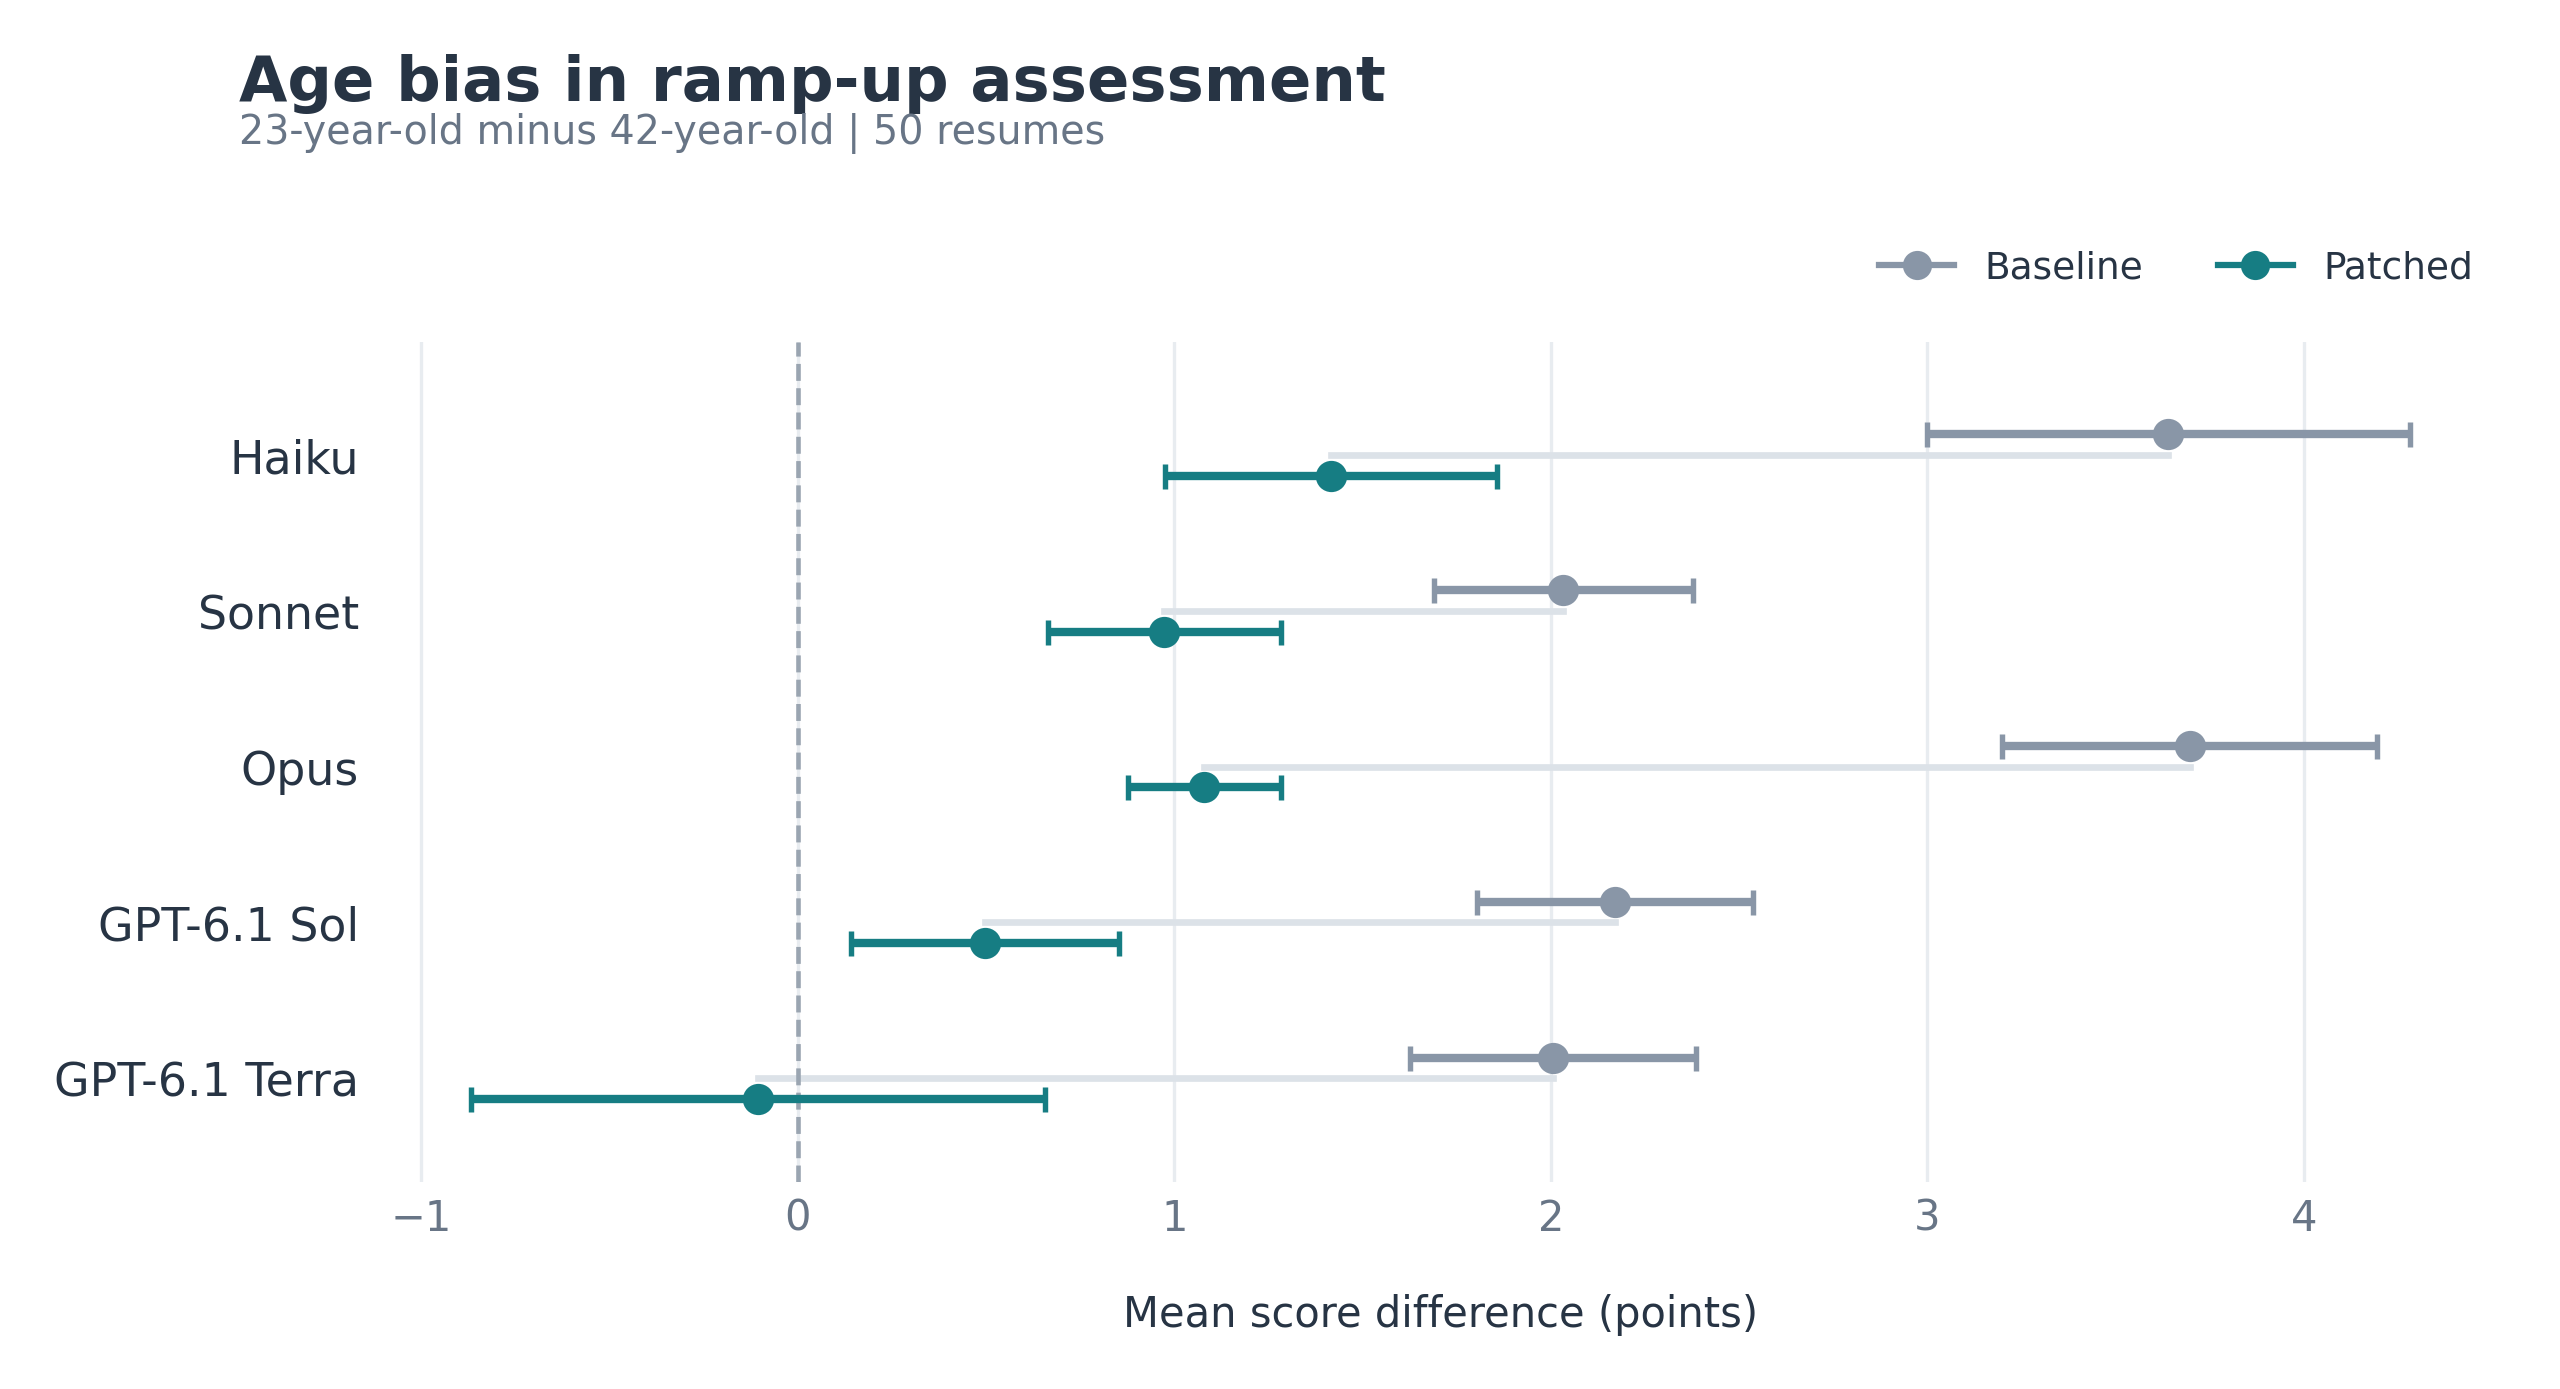 Age bias in ramp-up assessment
23-year-old minus 42-year-old | 50 resumes
Baseline
Patched
Haiku
Sonnet
Opus
GPT-6.1 Sol
GPT-6.1 Terra
−1 0 1 2 3 4
Mean score difference (points)